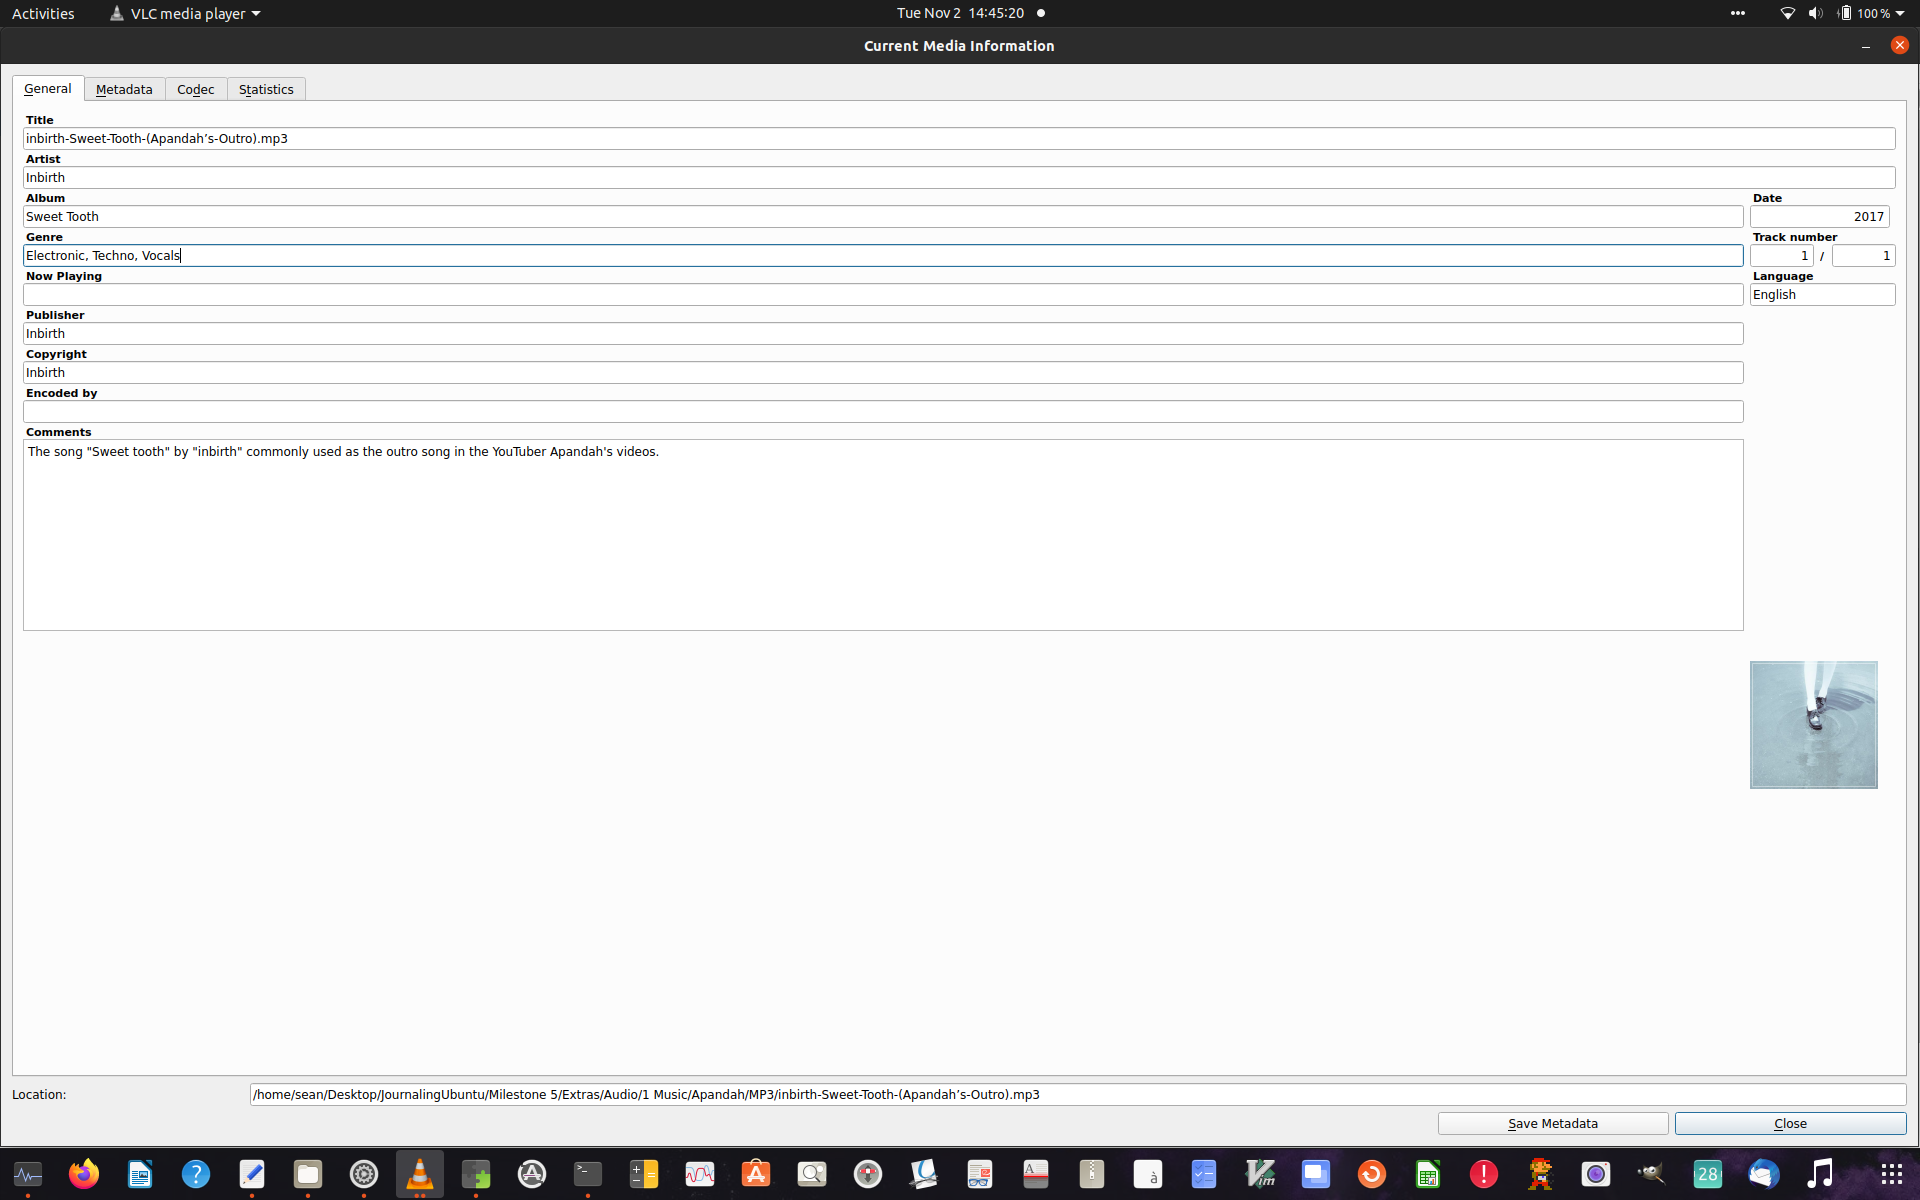 Activities VLC media player Tue Nov 2 14:45:20 100 %
Current Media Information
General Metadata Codec Statistics
Title
inbirth-Sweet-Tooth-(Apandah’s-Outro).mp3
Artist
Inbirth
Album Date
Sweet Tooth 2017
Genre Track number
Electronic, Techno, Vocals 1 / 1
Now Playing Language
English
Publisher
Inbirth
Copyright
Inbirth
Encoded by
Comments
The song "Sweet tooth" by "inbirth" commonly used as the outro song in the YouTuber Apandah's videos.
Location: /home/sean/Desktop/JournalingUbuntu/Milestone 5/Extras/Audio/1 Music/Apandah/MP3/inbirth-Sweet-Tooth-(Apandah’s-Outro).mp3
Save Metadata Close
28